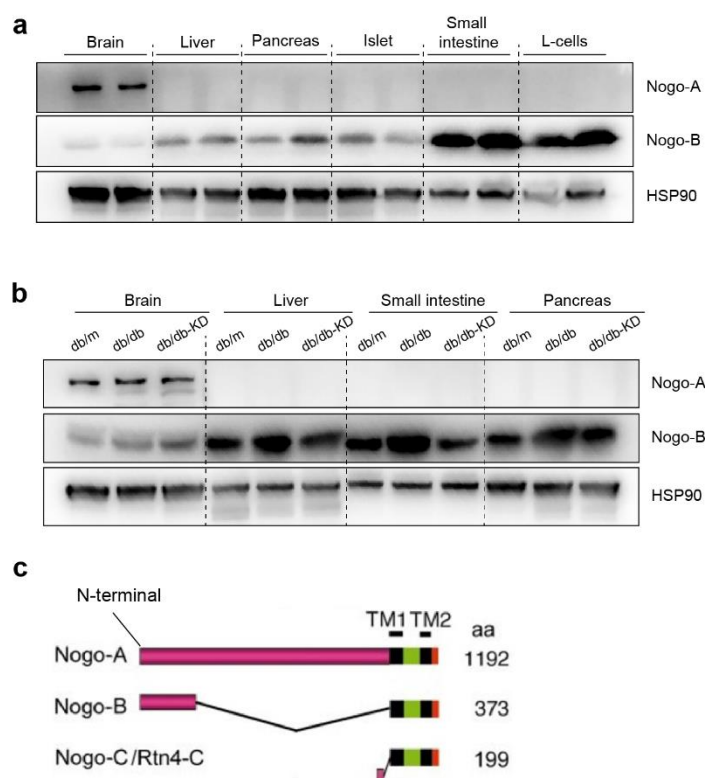 a
Brain Liver Pancreas Islet Small intestine L-cells
Nogo-A
Nogo-B
HSP90
b
Brain Liver Small intestine Pancreas
db/m db/db db/db-KD db/m db/db db/db-KD db/m db/db db/db-KD db/m db/db db/db-KD
Nogo-A
Nogo-B
HSP90
c
N-terminal
TM1 TM2 aa
Nogo-A 1192
Nogo-B 373
Nogo-C/Rtn4-C 199